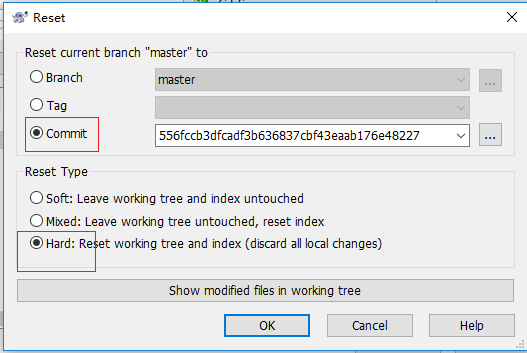 Reset
Reset current branch "master" to
Branch
master
...
Tag
Commit
556fccb3dfcadf3b636837cbf43eaab176e48227
...
Reset Type
Soft: Leave working tree and index untouched
Mixed: Leave working tree untouched, reset index
Hard: Reset working tree and index (discard all local changes)
Show modified files in working tree
OK
Cancel
Help